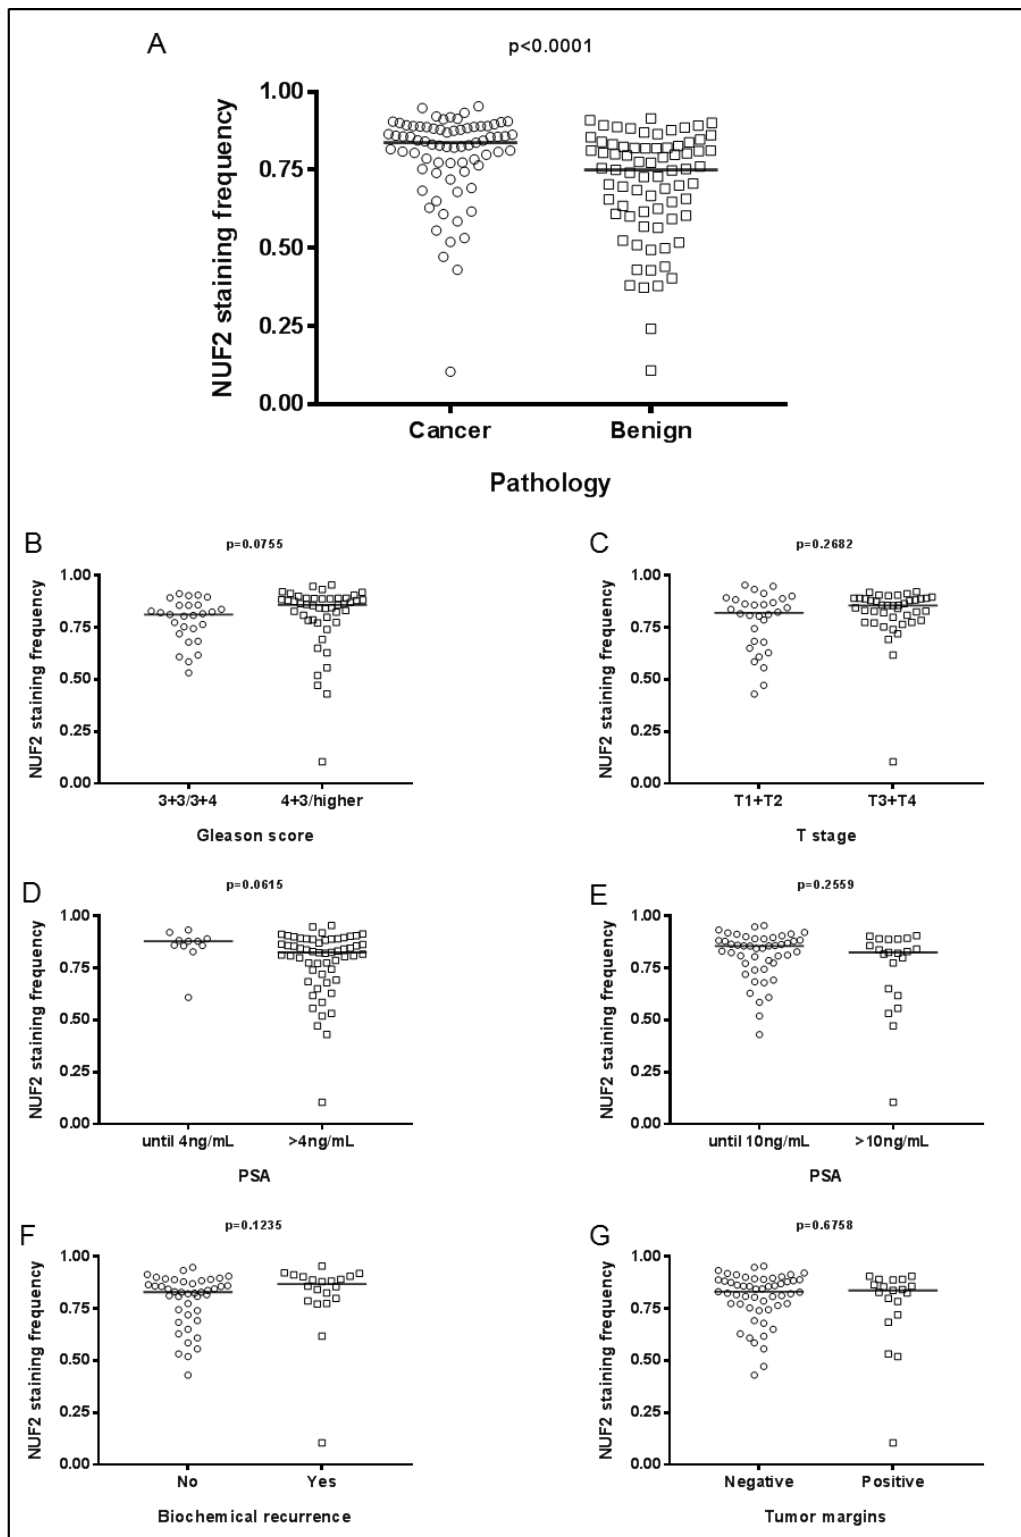 A
p<0.0001
NUF2 staining frequency
1.00
0.75
0.50
0.25
0.00
Cancer Benign
Pathology
B
p=0.0755
NUF2 staining frequency
1.00
0.75
0.50
0.25
0.00
3+3/3+4 4+3/higher
Gleason score
C
p=0.2682
NUF2 staining frequency
1.00
0.75
0.50
0.25
0.00
T1+T2 T3+T4
T stage
D
p=0.0615
NUF2 staining frequency
1.00
0.75
0.50
0.25
0.00
until 4ng/mL >4ng/mL
PSA
E
p=0.2559
NUF2 staining frequency
1.00
0.75
0.50
0.25
0.00
until 10ng/mL >10ng/mL
PSA
F
p=0.1235
NUF2 staining frequency
1.00
0.75
0.50
0.25
0.00
No Yes
Biochemical recurrence
G
p=0.6758
NUF2 staining frequency
1.00
0.75
0.50
0.25
0.00
Negative Positive
Tumor margins